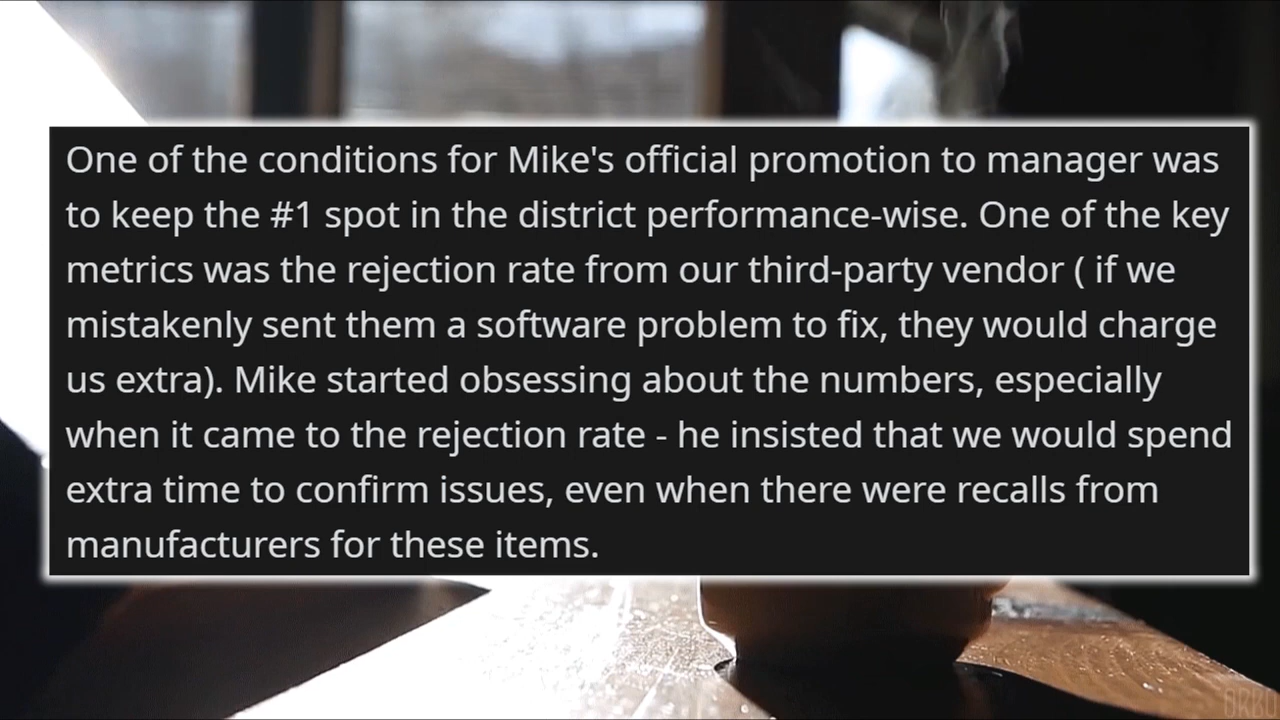 One of the conditions for Mike's official promotion to manager was
to keep the #1 spot in the district performance-wise. One of the key
metrics was the rejection rate from our third-party vendor ( if we
mistakenly sent them a software problem to fix, they would charge
us extra). Mike started obsessing about the numbers, especially
when it came to the rejection rate - he insisted that we would spend
extra time to confirm issues, even when there were recalls from
manufacturers for these items.